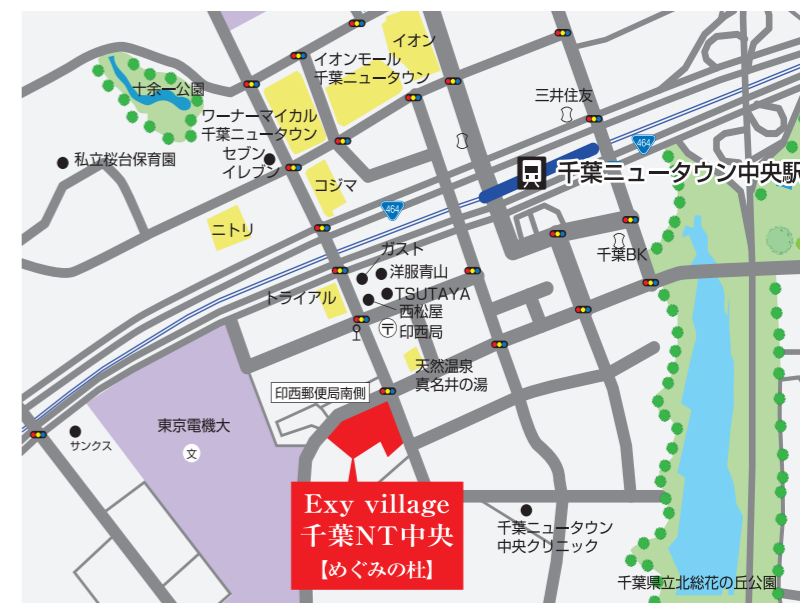 イオン
イオンモール
千葉ニュータウン
十余一公園
三井住友
ワーナーマイカル
千葉ニュータウン
セブン
イレブン
私立桜台保育園
464
千葉ニュータウン中央駅
コジマ
464
ニトリ
ガスト
千葉BK
洋服青山
トライアル
TSUTAYA
西松屋
〒
印西局
天然温泉
真名井の湯
印西郵便局南側
東京電機大
文
サンクス
Exy village
千葉NT中央
【めぐみの杜】
千葉ニュータウン
中央クリニック
千葉県立北総花の丘公園